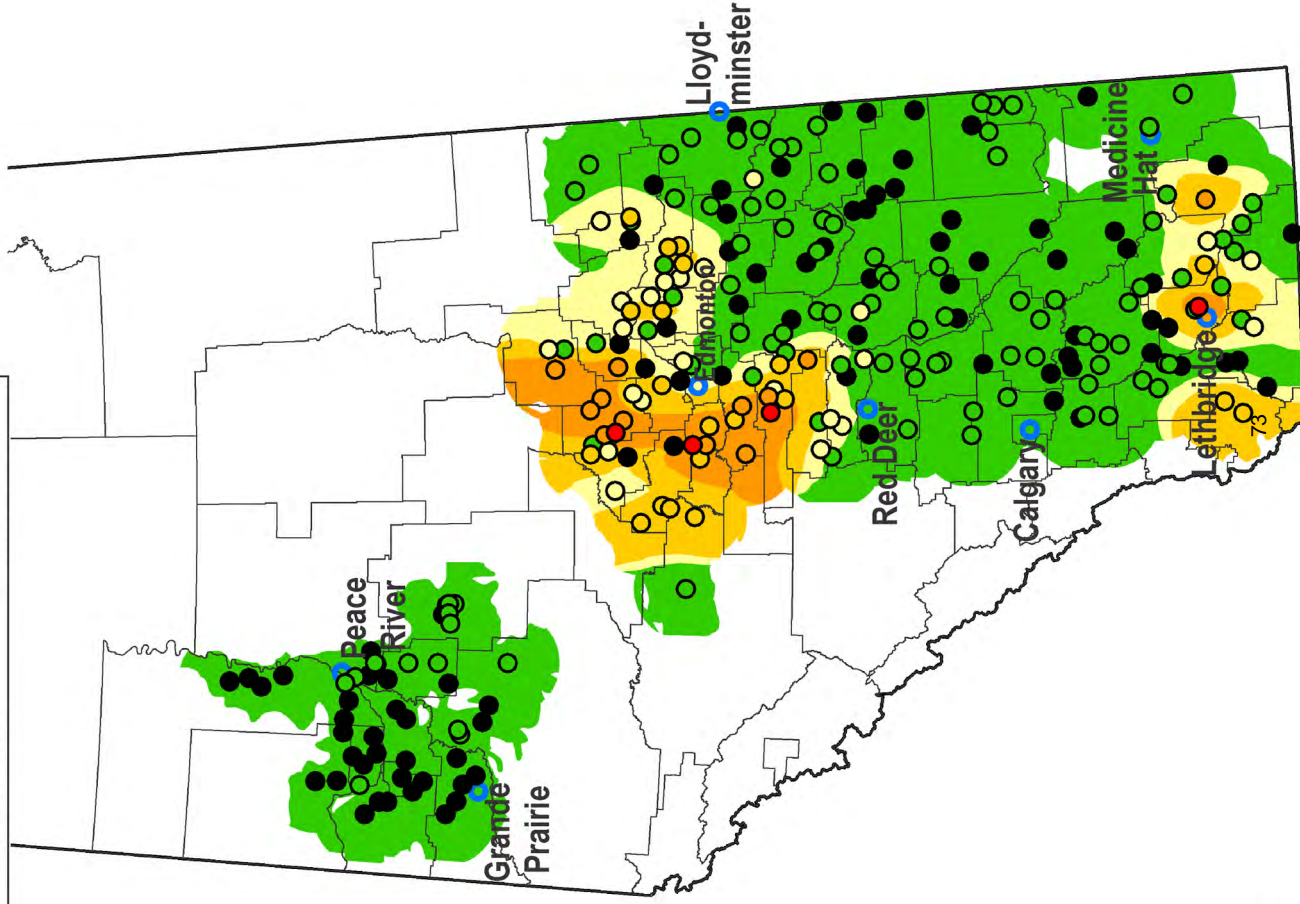 Peace
River
Grande
Prairie
Lloyd-
minster
Edmonton
Red Deer
Calgary
Medicine
Hat
Lethbridge
73